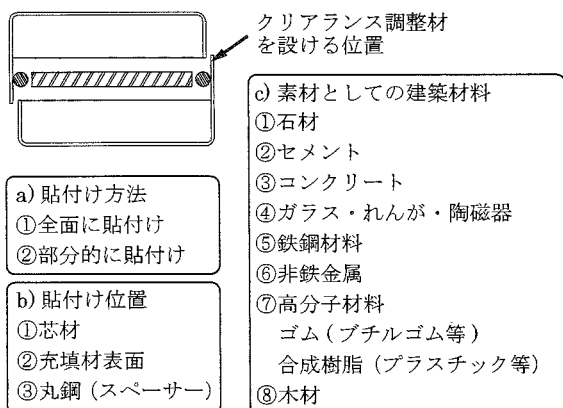 クリアランス調整材
を設ける位置
a) 貼付け方法
①全面に貼付け
②部分的に貼付け
b) 貼付け位置
①芯材
②充填材表面
③丸鋼 (スペーサー)
c) 素材としての建築材料
①石材
②セメント
③コンクリート
④ガラス・れんが・陶磁器
⑤鉄鋼材料
⑥非鉄金属
⑦高分子材料
ゴム (ブチルゴム等)
合成樹脂 (プラスチック等)
⑧木材